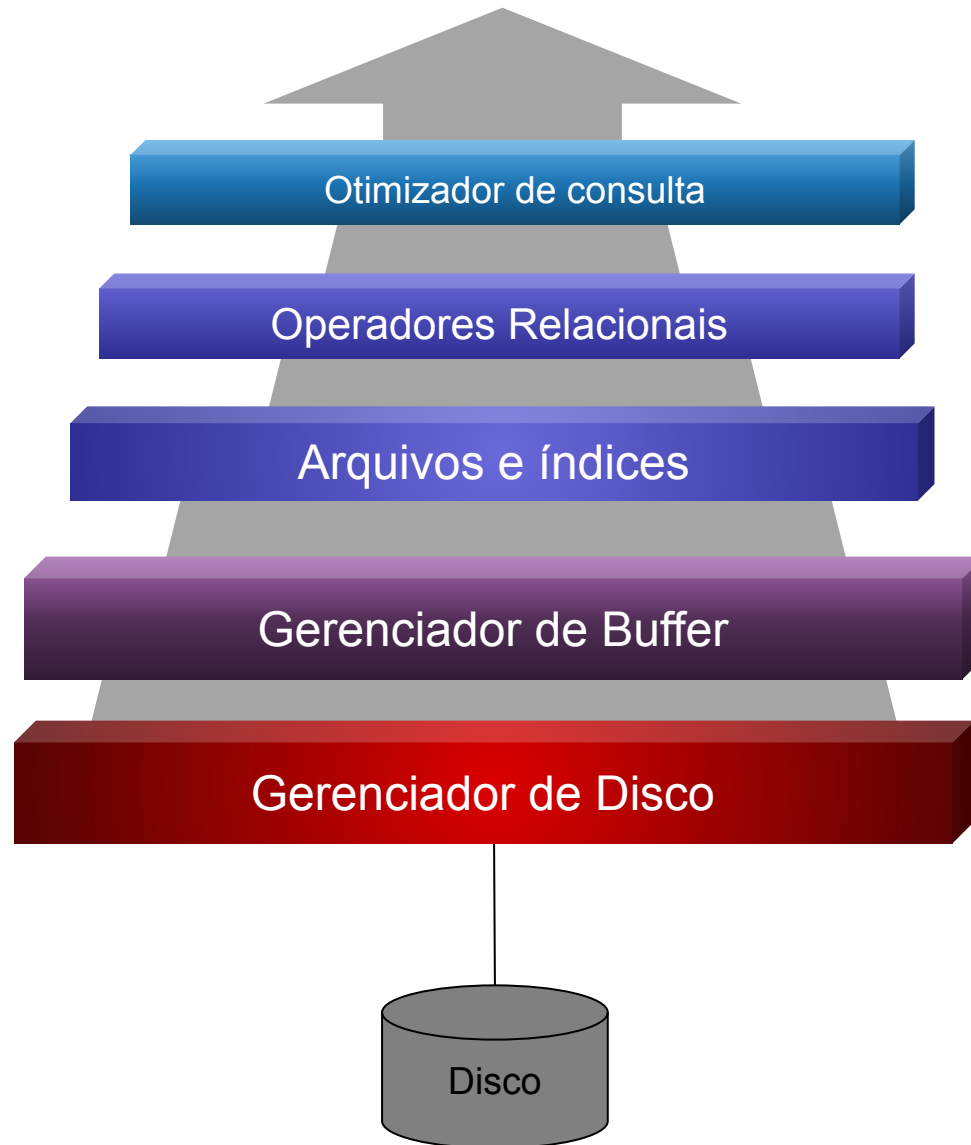 Otimizador de consulta
Operadores Relacionais
Arquivos e índices
Gerenciador de Buffer
Gerenciador de Disco
Disco